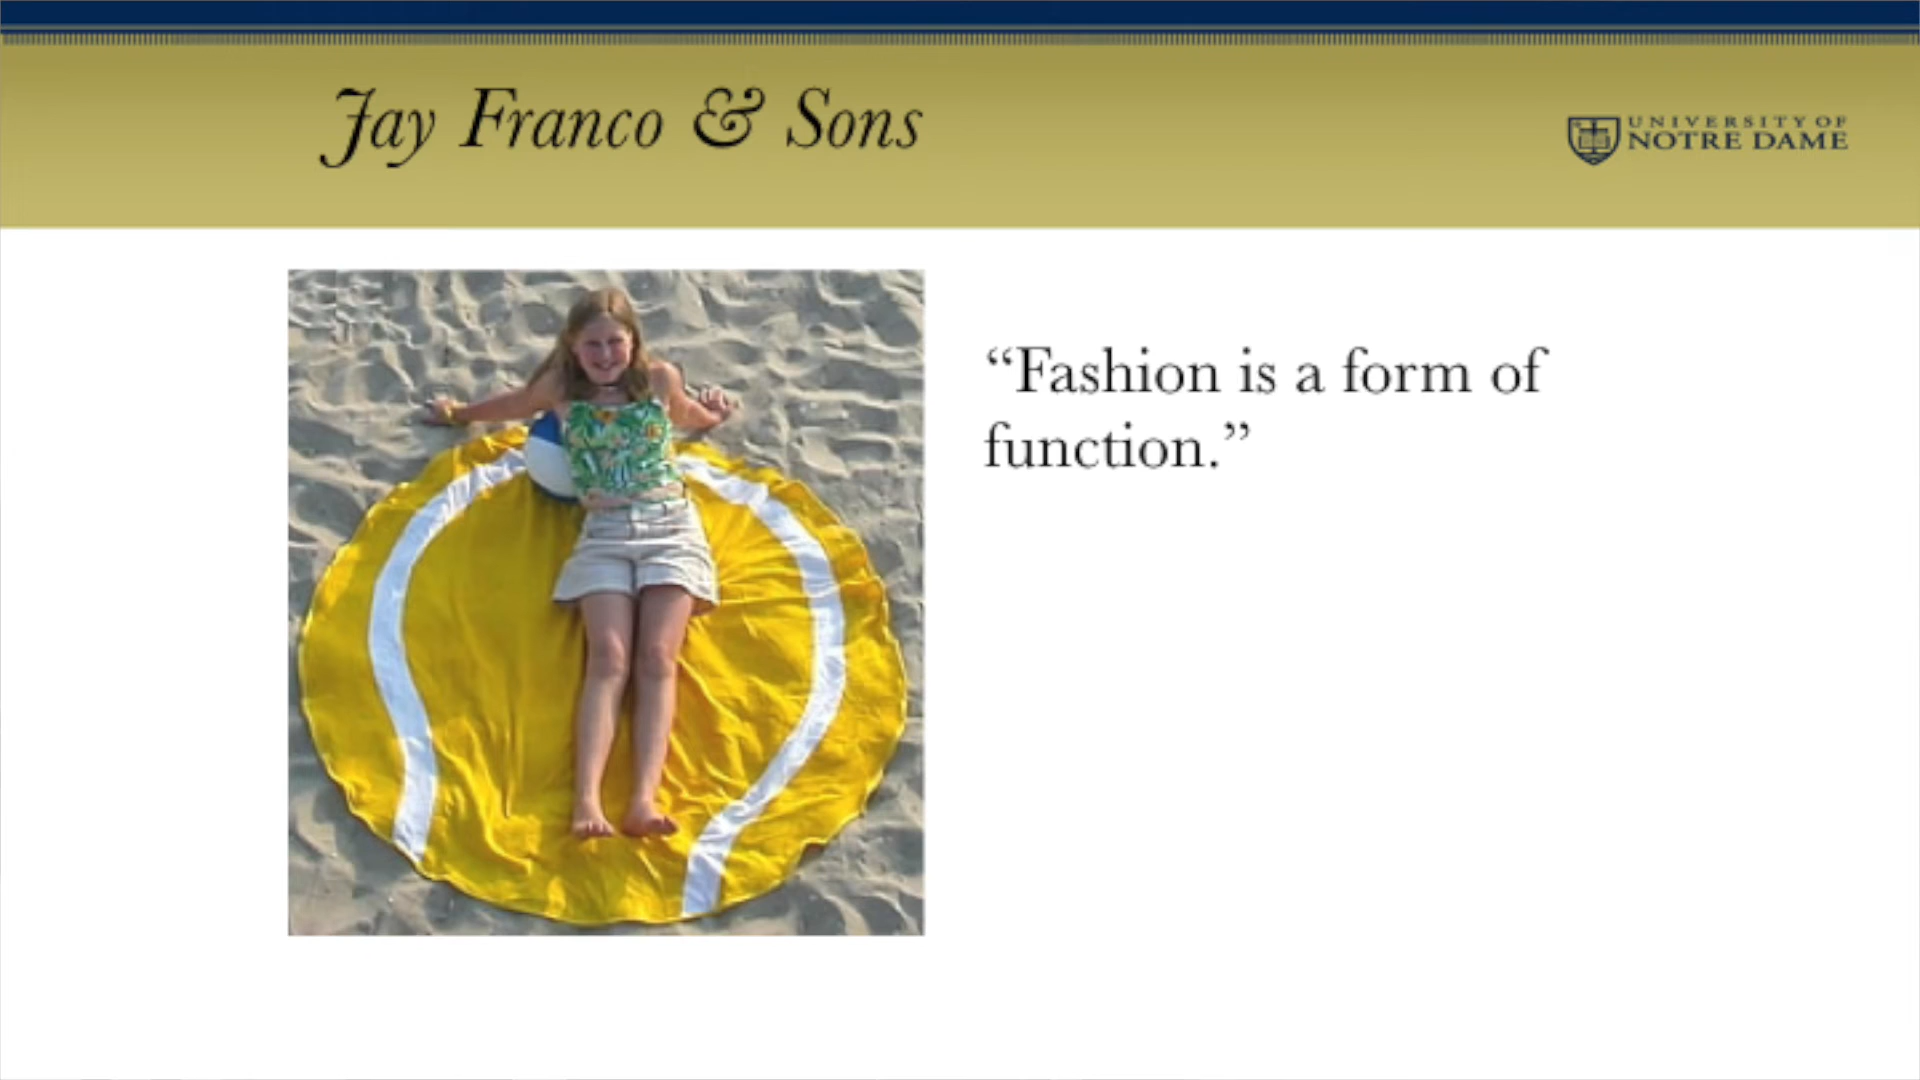 Jay Franco & Sons
UNIVERSITY OF
NOTRE DAME
“Fashion is a form of
function.”